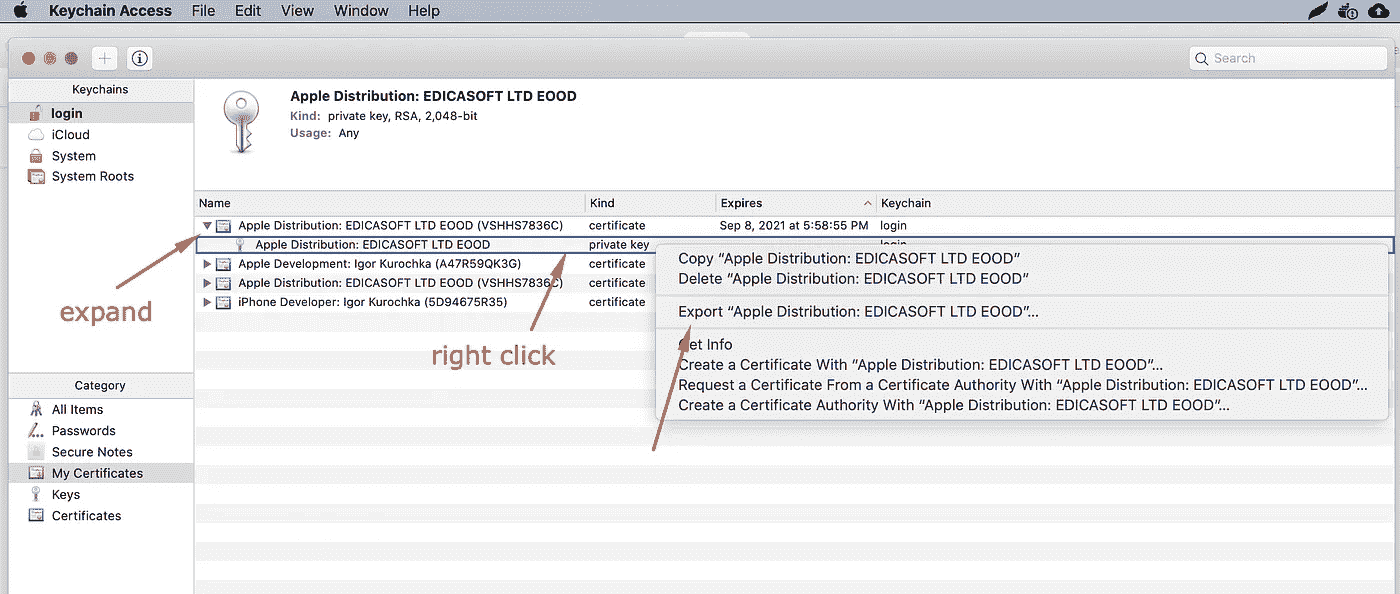 Keychain Access File Edit View Window Help
Search
Keychains
login
iCloud
System
System Roots
Apple Distribution: EDICASOFT LTD EOOD
Kind: private key, RSA, 2,048-bit
Usage: Any
Name Kind Expires Keychain
Apple Distribution: EDICASOFT LTD EOOD (VSHHS7836C) certificate Sep 8, 2021 at 5:58:55 PM login
Apple Distribution: EDICASOFT LTD EOOD private key login
Apple Development: Igor Kurochka (A47R59QK3G) certificate
Apple Distribution: EDICASOFT LTD EOOD (VSHHS7836C) certificate
iPhone Developer: Igor Kurochka (5D94675R35) certificate
expand
right click
Copy “Apple Distribution: EDICASOFT LTD EOOD”
Delete “Apple Distribution: EDICASOFT LTD EOOD”
Export “Apple Distribution: EDICASOFT LTD EOOD”...
Get Info
Create a Certificate With “Apple Distribution: EDICASOFT LTD EOOD”...
Request a Certificate From a Certificate Authority With “Apple Distribution: EDICASOFT LTD EOOD”...
Create a Certificate Authority With “Apple Distribution: EDICASOFT LTD EOOD”...
Category
All Items
Passwords
Secure Notes
My Certificates
Keys
Certificates